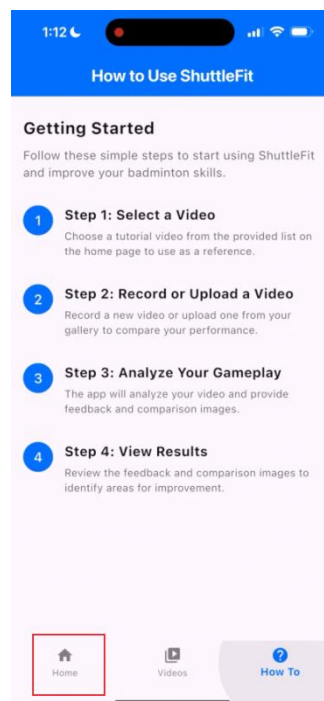 1:12
How to Use ShuttleFit
Getting Started
Follow these simple steps to start using ShuttleFit
and improve your badminton skills.
1
Step 1: Select a Video
Choose a tutorial video from the provided list on
the home page to use as a reference.
2
Step 2: Record or Upload a Video
Record a new video or upload one from your
gallery to compare your performance.
3
Step 3: Analyze Your Gameplay
The app will analyze your video and provide
feedback and comparison images.
4
Step 4: View Results
Review the feedback and comparison images to
identify areas for improvement.
Home Videos How To